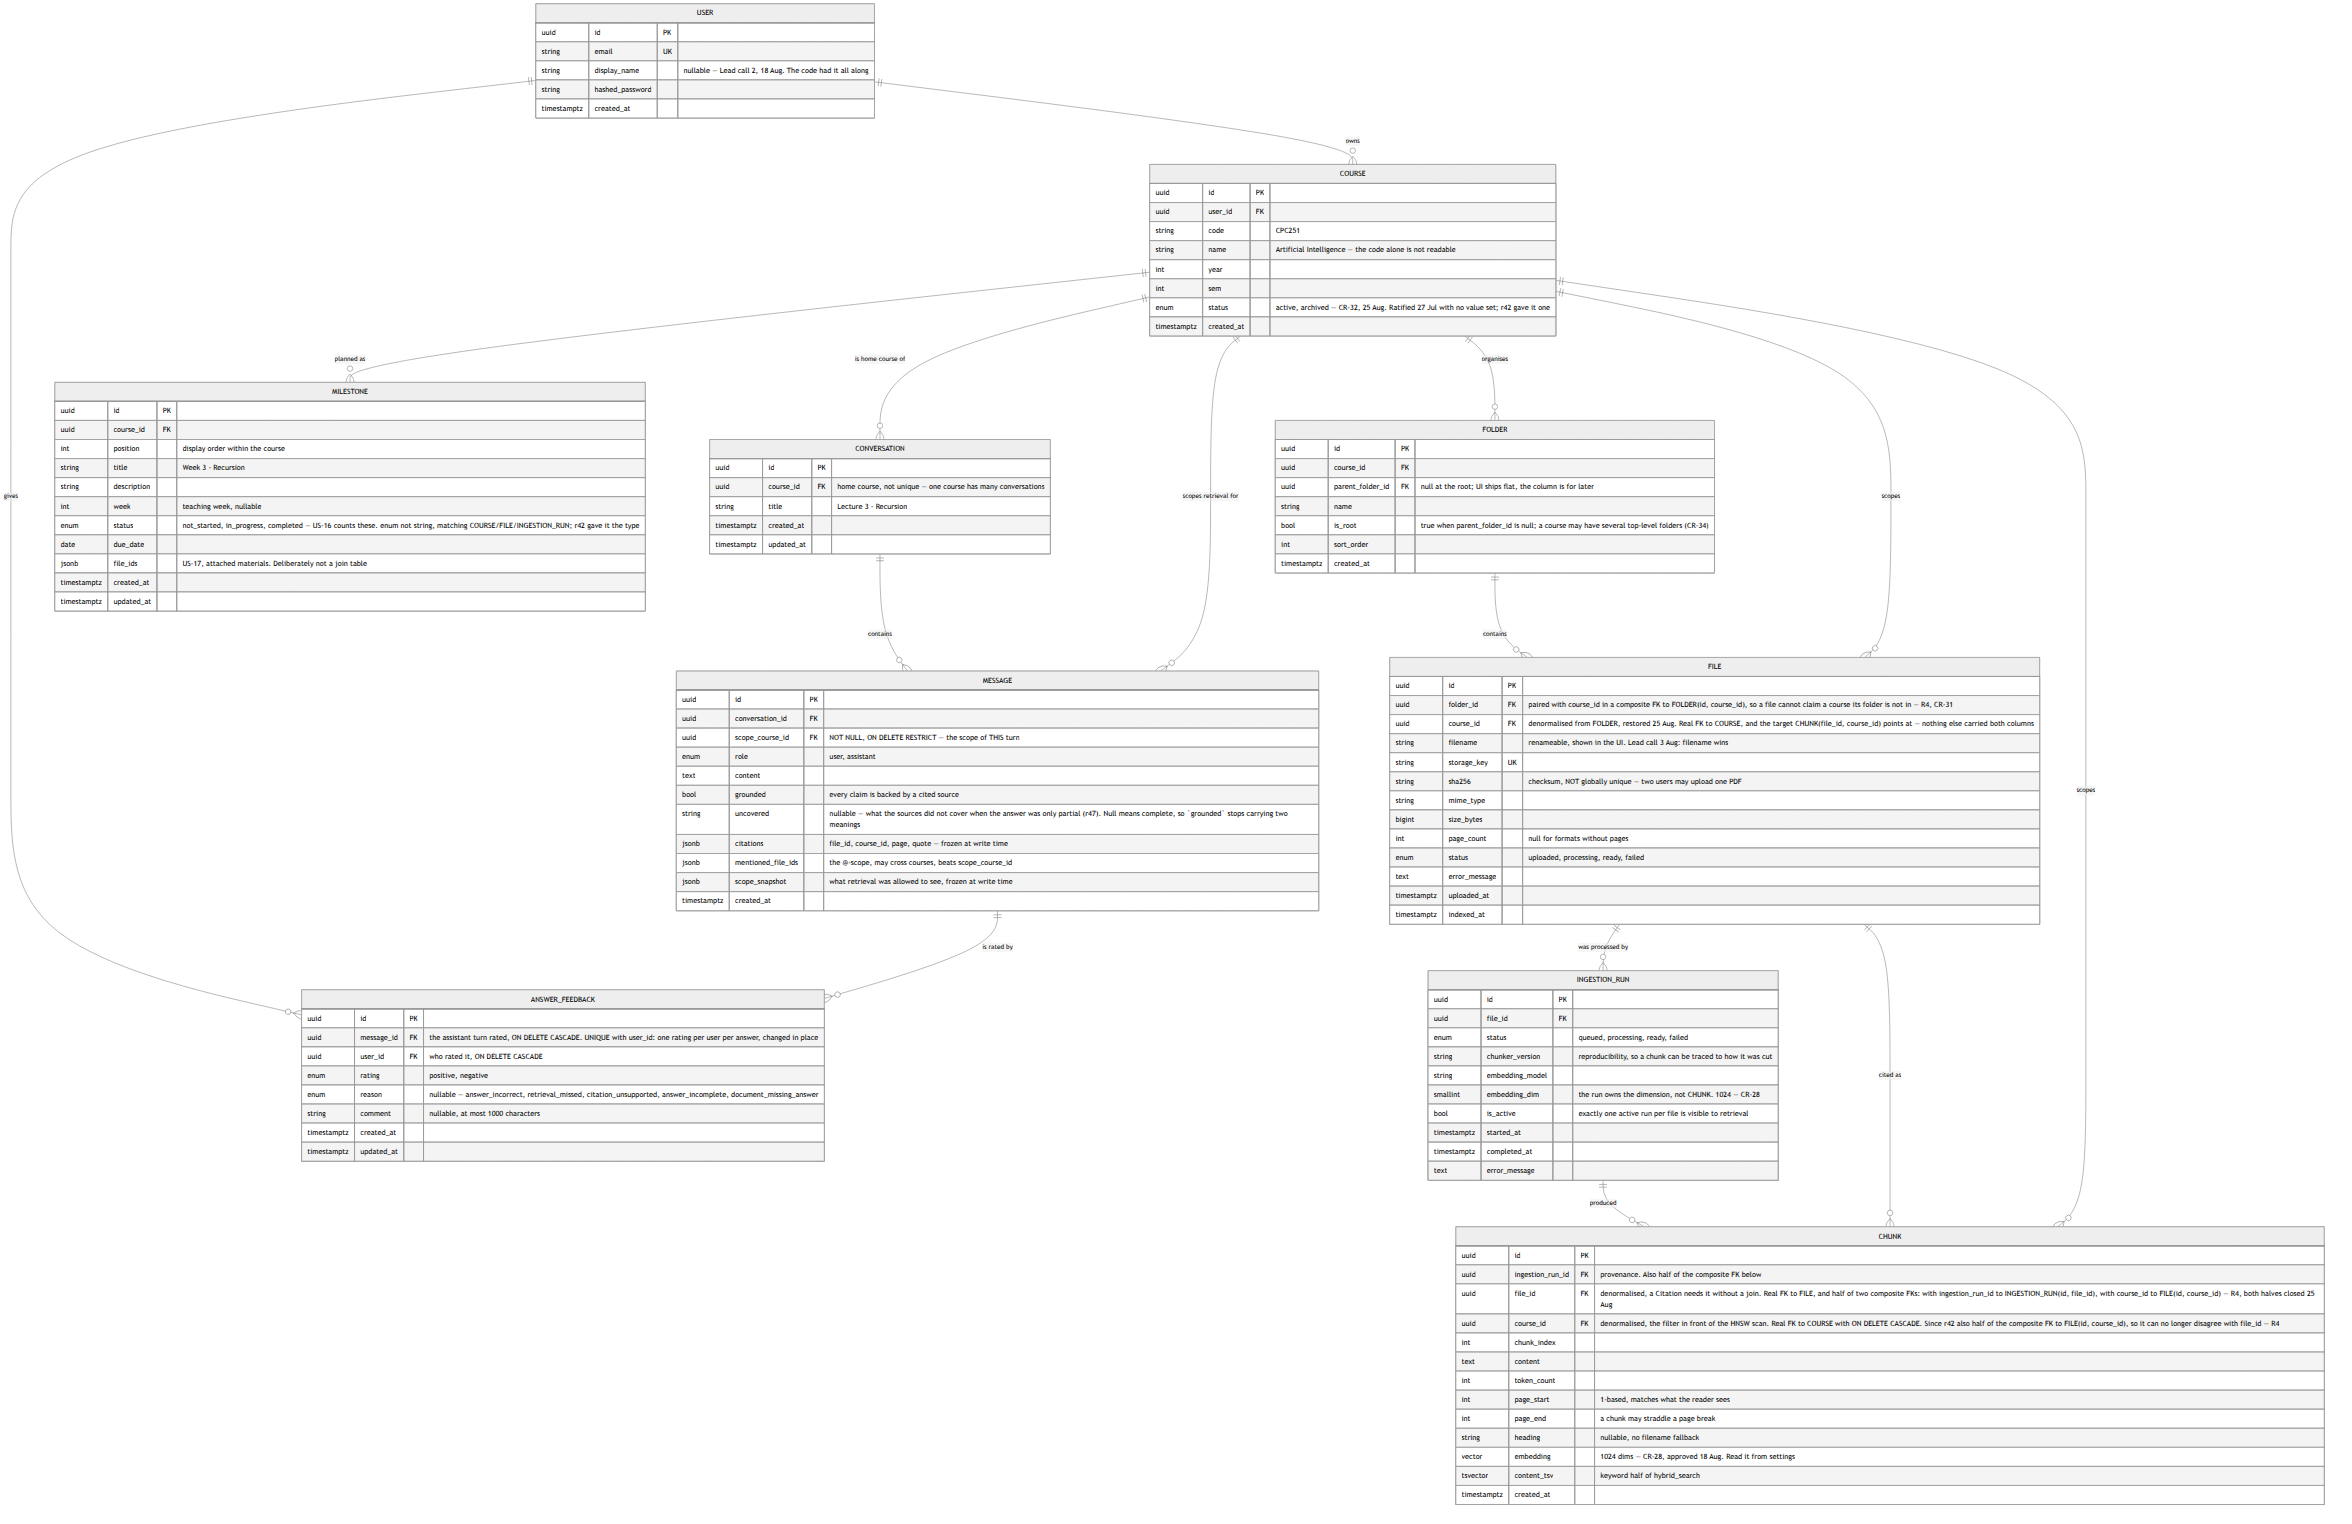 USER
uuid id PK
string email UK
string display_name nullable — Lead call 2, 18 Aug. The code had it all along
string hashed_password
timestamptz created_at
owns
COURSE
uuid id PK
uuid user_id FK
string code CPC251
string name Artificial Intelligence — the code alone is not readable
int year
int sem
enum status active, archived — CR-32, 25 Aug. Ratified 27 Jul with no value set; r42 gave it one
timestamptz created_at
planned as
is home course of
organises
MILESTONE
uuid id PK
uuid course_id FK
int position display order within the course
string title Week 3 - Recursion
string description
int week teaching week, nullable
enum status not_started, in_progress, completed — US-16 counts these. enum not string, matching COURSE/FILE/INGESTION_RUN; r42 gave it the type
date due_date
jsonb file_ids US-17, attached materials. Deliberately not a join table
timestamptz created_at
timestamptz updated_at
CONVERSATION
uuid id PK
uuid course_id FK home course, not unique — one course has many conversations
string title Lecture 3 - Recursion
timestamptz created_at
timestamptz updated_at
FOLDER
uuid id PK
uuid course_id FK
uuid parent_folder_id FK null at the root; UI ships flat, the column is for later
string name
bool is_root true when parent_folder_id is null; a course may have several top-level folders (CR-34)
int sort_order
timestamptz created_at
gives
scopes retrieval for
scopes
contains
contains
MESSAGE
uuid id PK
uuid conversation_id FK
uuid scope_course_id FK NOT NULL, ON DELETE RESTRICT — the scope of THIS turn
enum role user, assistant
text content
bool grounded every claim is backed by a cited source
string uncovered nullable — what the sources did not cover when the answer was only partial (r47). Null means complete, so `grounded` stops carrying two
meanings
jsonb citations file_id, course_id, page, quote — frozen at write time
jsonb mentioned_file_ids the @-scope, may cross courses, beats scope_course_id
jsonb scope_snapshot what retrieval was allowed to see, frozen at write time
timestamptz created_at
FILE
uuid id PK
uuid folder_id FK paired with course_id in a composite FK to FOLDER(id, course_id), so a file cannot claim a course its folder is not in — R4, CR-31
uuid course_id FK denormalised from FOLDER, restored 25 Aug. Real FK to COURSE, and the target CHUNK(file_id, course_id) points at — nothing else carried both columns
string filename renameable, shown in the UI. Lead call 3 Aug: filename wins
string storage_key UK
string sha256 checksum, NOT globally unique — two users may upload one PDF
string mime_type
bigint size_bytes
int page_count null for formats without pages
enum status uploaded, processing, ready, failed
text error_message
timestamptz uploaded_at
timestamptz indexed_at
scopes
is rated by
was processed by
ANSWER_FEEDBACK
uuid id PK
uuid message_id FK the assistant turn rated, ON DELETE CASCADE. UNIQUE with user_id: one rating per user per answer, changed in place
uuid user_id FK who rated it, ON DELETE CASCADE
enum rating positive, negative
enum reason nullable — answer_incorrect, retrieval_missed, citation_unsupported, answer_incomplete, document_missing_answer
string comment nullable, at most 1000 characters
timestamptz created_at
timestamptz updated_at
INGESTION_RUN
uuid id PK
uuid file_id FK
enum status queued, processing, ready, failed
string chunker_version reproducibility, so a chunk can be traced to how it was cut
string embedding_model
smallint embedding_dim the run owns the dimension, not CHUNK. 1024 — CR-28
bool is_active exactly one active run per file is visible to retrieval
timestamptz started_at
timestamptz completed_at
text error_message
cited as
produced
CHUNK
uuid id PK
uuid ingestion_run_id FK provenance. Also half of the composite FK below
uuid file_id FK denormalised, a Citation needs it without a join. Real FK to FILE, and half of two composite FKs: with ingestion_run_id to INGESTION_RUN(id, file_id), with course_id to FILE(id, course_id) — R4, both halves closed 25
Aug
uuid course_id FK denormalised, the filter in front of the HNSW scan. Real FK to COURSE with ON DELETE CASCADE. Since r42 also half of the composite FK to FILE(id, course_id), so it can no longer disagree with file_id — R4
int chunk_index
text content
int token_count
int page_start 1-based, matches what the reader sees
int page_end a chunk may straddle a page break
string heading nullable, no filename fallback
vector embedding 1024 dims — CR-28, approved 18 Aug. Read it from settings
tsvector content_tsv keyword half of hybrid_search
timestamptz created_at